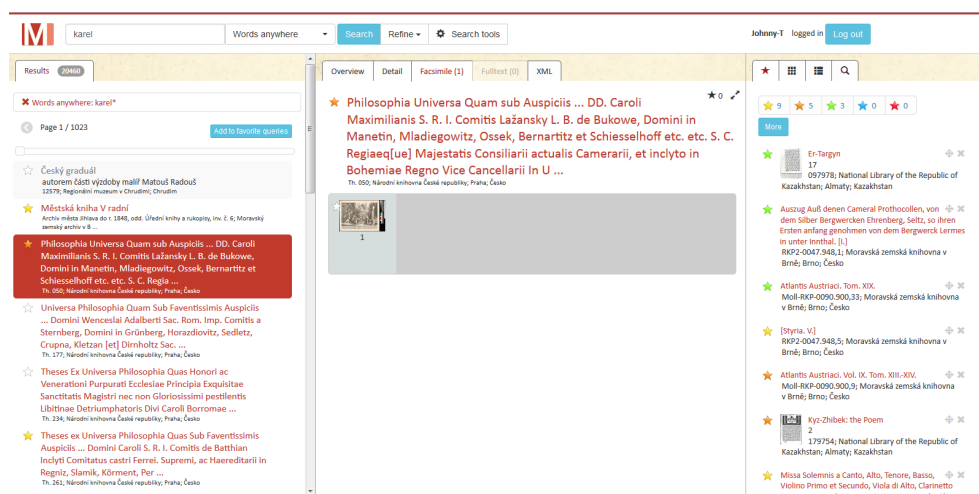 M
karel
Words anywhere
Search
Refine
Search tools
Johnny-T logged in
Log out
Results 20460
Words anywhere: karel*
Page 1 / 1023
Add to favorite queries
Český graduál
autorem části výzdoby malíř Matouš Radouš
12579; Regionální muzeum v Chrudimi; Chrudim
Městská kniha V radní
Archiv města Jihlava do r. 1848, odd. Úřední knihy a rukopisy, inv. č. 6; Moravský
zemský archiv v B ...
Philosophia Universa Quam sub Auspiciis ... DD. Caroli
Maximilianis S. R. I. Comitis Lažansky L. B. de Bukowe,
Domini in Manetin, Mladiegowitz, Ossek, Bernartitz et
Schiesselhoff etc. etc. S. C. Regia ...
Th. 050; Národní knihovna České republiky; Praha; Česko
Universa Philosophia Quam Sub Faventissimis Auspiciis
... Domini Wenceslai Adalberti Sac. Rom. Imp. Comitis a
Sternberg, Domini in Grünberg, Horazdiovitz, Sedletz,
Crupna, Kletzan [et] Dirnholtz Sac. ...
Th. 177; Národní knihovna České republiky; Praha; Česko
Theses Ex Universa Philosophia Quas Honori ac
Venerationi Purpurati Ecclesiae Principia Exquisitae
Sanctitatis Magistri nec non Gloriosissimi pestilentis
Libitinae Detriumphatoris Divi Caroli Borromae ...
Th. 234; Národní knihovna České republiky; Praha; Česko
Theses ex Universa Philosophia Quas Sub Faventissimis
Auspiciis ... Domini Caroli S. R. I. Comitis de Batthian
Inclyti Comitatus castri Ferrei. Supremi, ac Haereditarii in
Regniz, Slamik, Körment, Per ...
Th. 261; Národní knihovna České republiky; Praha; Česko
Overview
Detail
Facsimile (1)
Fulltext (0)
XML
0
Philosophia Universa Quam sub Auspiciis ... DD. Caroli
Maximilianis S. R. I. Comitis Lažansky L. B. de Bukowe, Domini in
Manetin, Mladiegowitz, Ossek, Bernartitz et Schiesselhoff etc. etc. S. C.
Regiaeq[ue] Majestatis Consiliarii actualis Camerarii, et inclyto in
Bohemiae Regno Vice Cancellarii In U ...
Th. 050; Národní knihovna České republiky; Praha; Česko
1
9
5
3
0
0
More
Er-Targyn
17
097978; National Library of the Republic of
Kazakhstan; Almaty; Kazakhstan
Auszug Auß denen Cameral Prothocollen, von
dem Silber Bergwercken Ehrenberg, Seltz, so ihren
Ersten anfang genohmen von dem Bergwerck Lermes
in unter Innthal. [I.]
RKP2-0047.948,1; Moravská zemská knihovna v
Brně; Brno; Česko
Atlantis Austriaci. Tom. XIX.
Moll-RKP-0090.900,33; Moravská zemská knihovna
v Brně; Brno; Česko
[Styria. V.]
RKP2-0047.948,5; Moravská zemská knihovna v
Brně; Brno; Česko
Atlantis Austriaci. Vol. IX. Tom. XIII.-XIV.
Moll-RKP-0090.900,9; Moravská zemská knihovna
v Brně; Brno; Česko
Kyz-Zhibek: the Poem
2
179754; National Library of the Republic of
Kazakhstan; Almaty; Kazakhstan
Missa Solemnis a Canto, Alto, Tenore, Basso,
Violino Primo et Secundo, Viola di Alto, Clarinetto